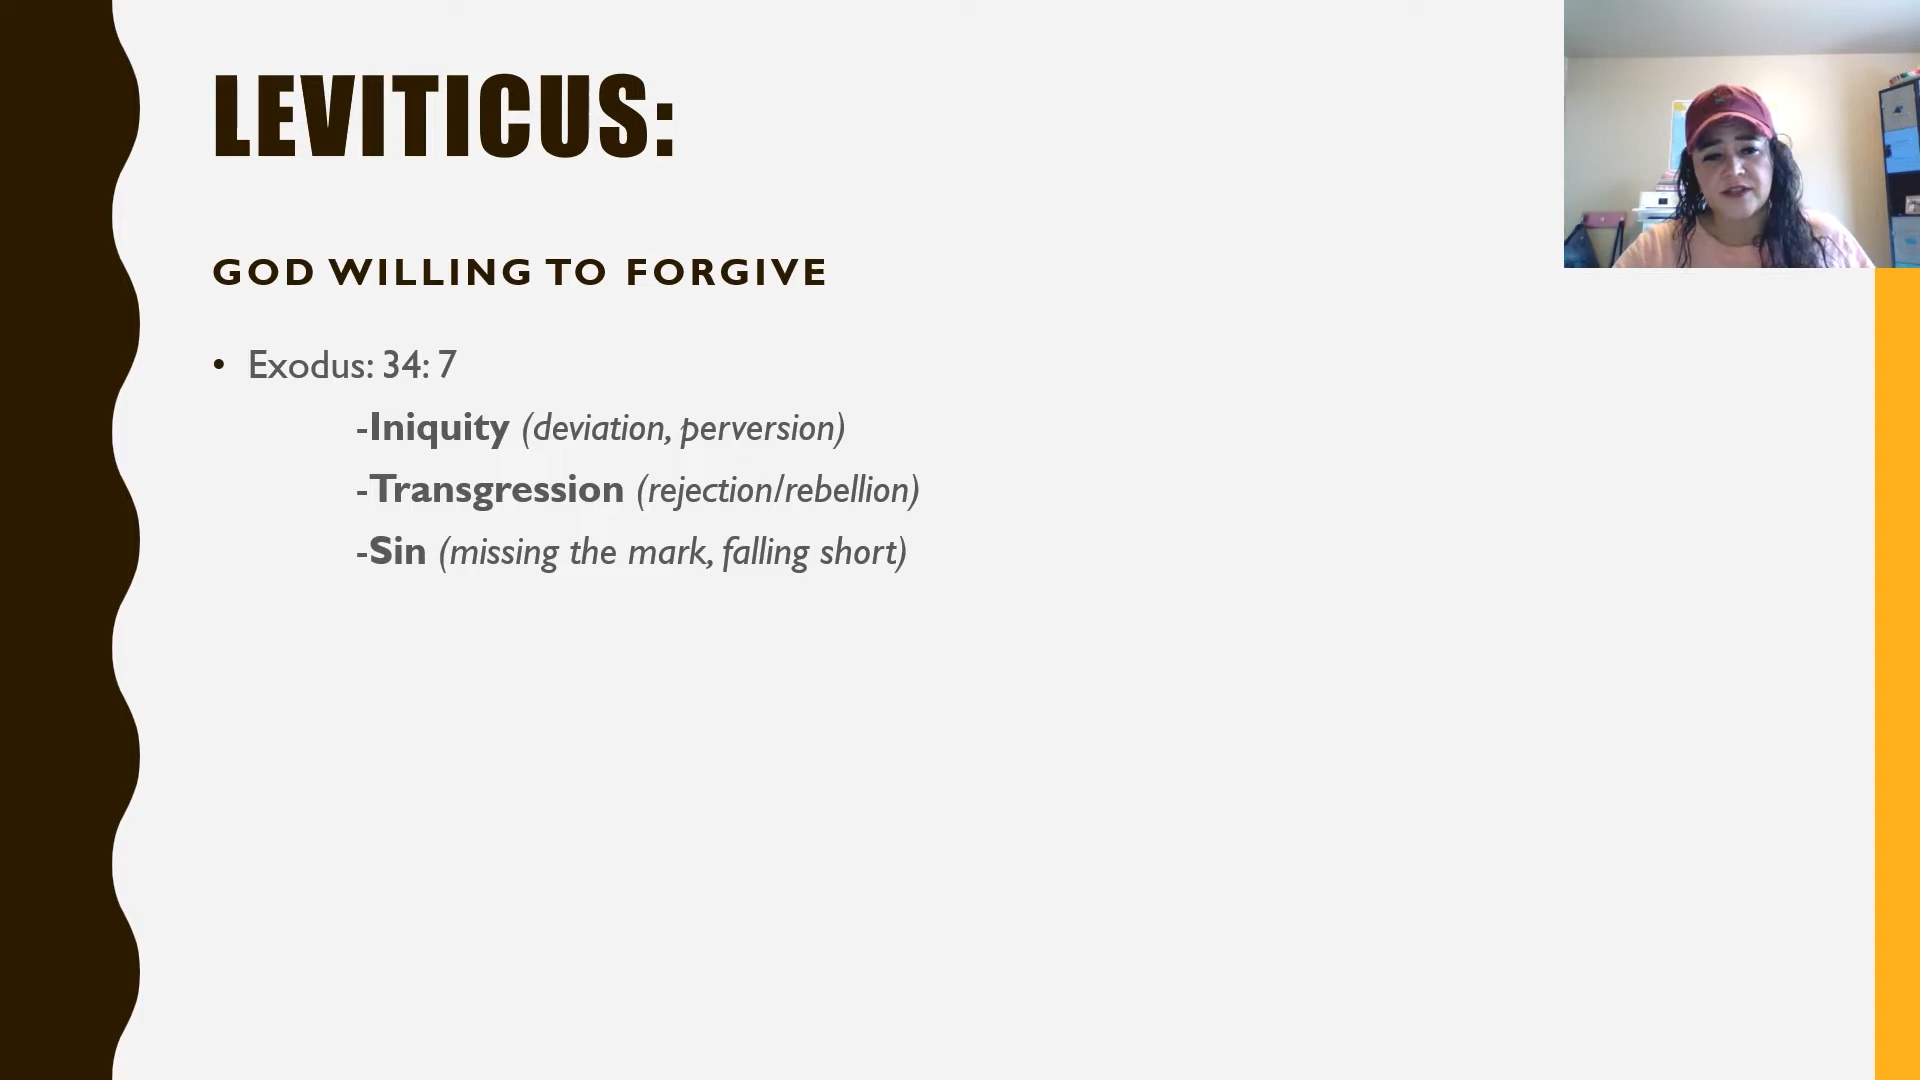 LEVITICUS:
GOD WILLING TO FORGIVE
• Exodus: 34: 7
-Iniquity (deviation, perversion)
-Transgression (rejection/rebellion)
-Sin (missing the mark, falling short)